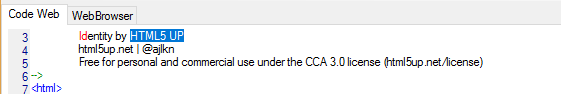 Code Web WebBrowser
3 Identity by HTML5 UP
4 html5up.net | @ajlkn
5 Free for personal and commercial use under the CCA 3.0 license (html5up.net/license)
6 -->
7 <html>